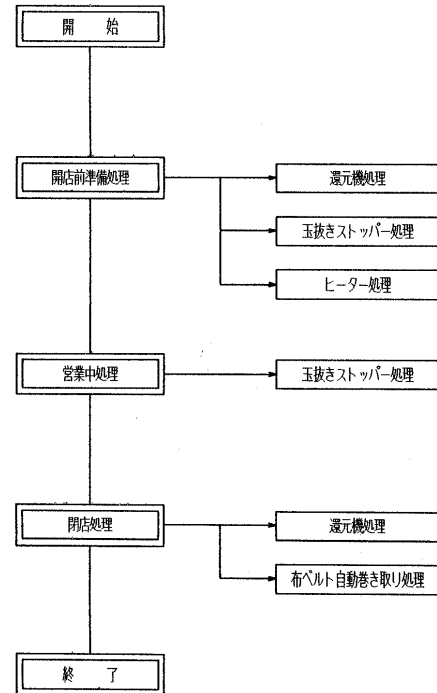 開 始
開店前準備処理
還元機処理
玉抜きストッパー処理
ヒーター処理
営業中処理
玉抜きストッパー処理
閉店処理
還元機処理
布ベルト自動巻き取り処理
終 了